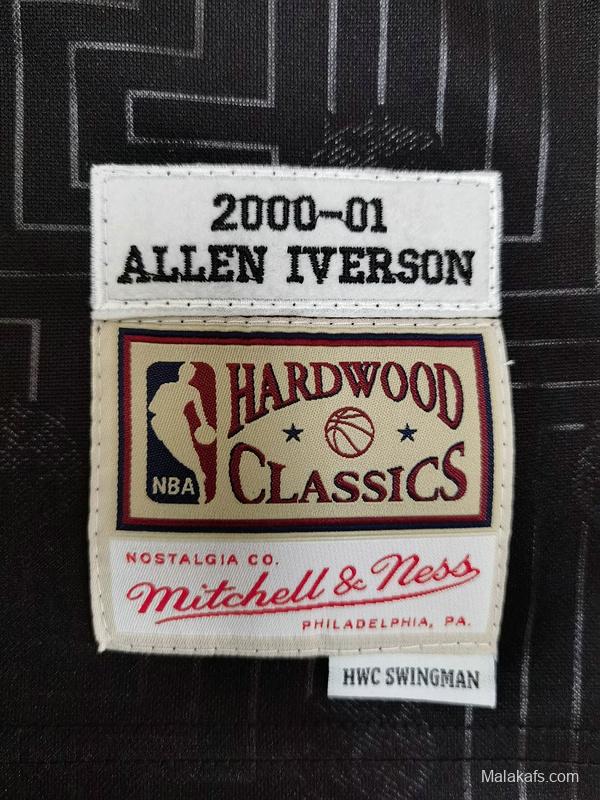 2000-01
ALLEN IVERSON
HARDWOOD
CLASSICS
NBA
NOSTALGIA CO.
Mitchell & Ness
PHILADELPHIA, PA.
HWC SWINGMAN
Malakafs.com